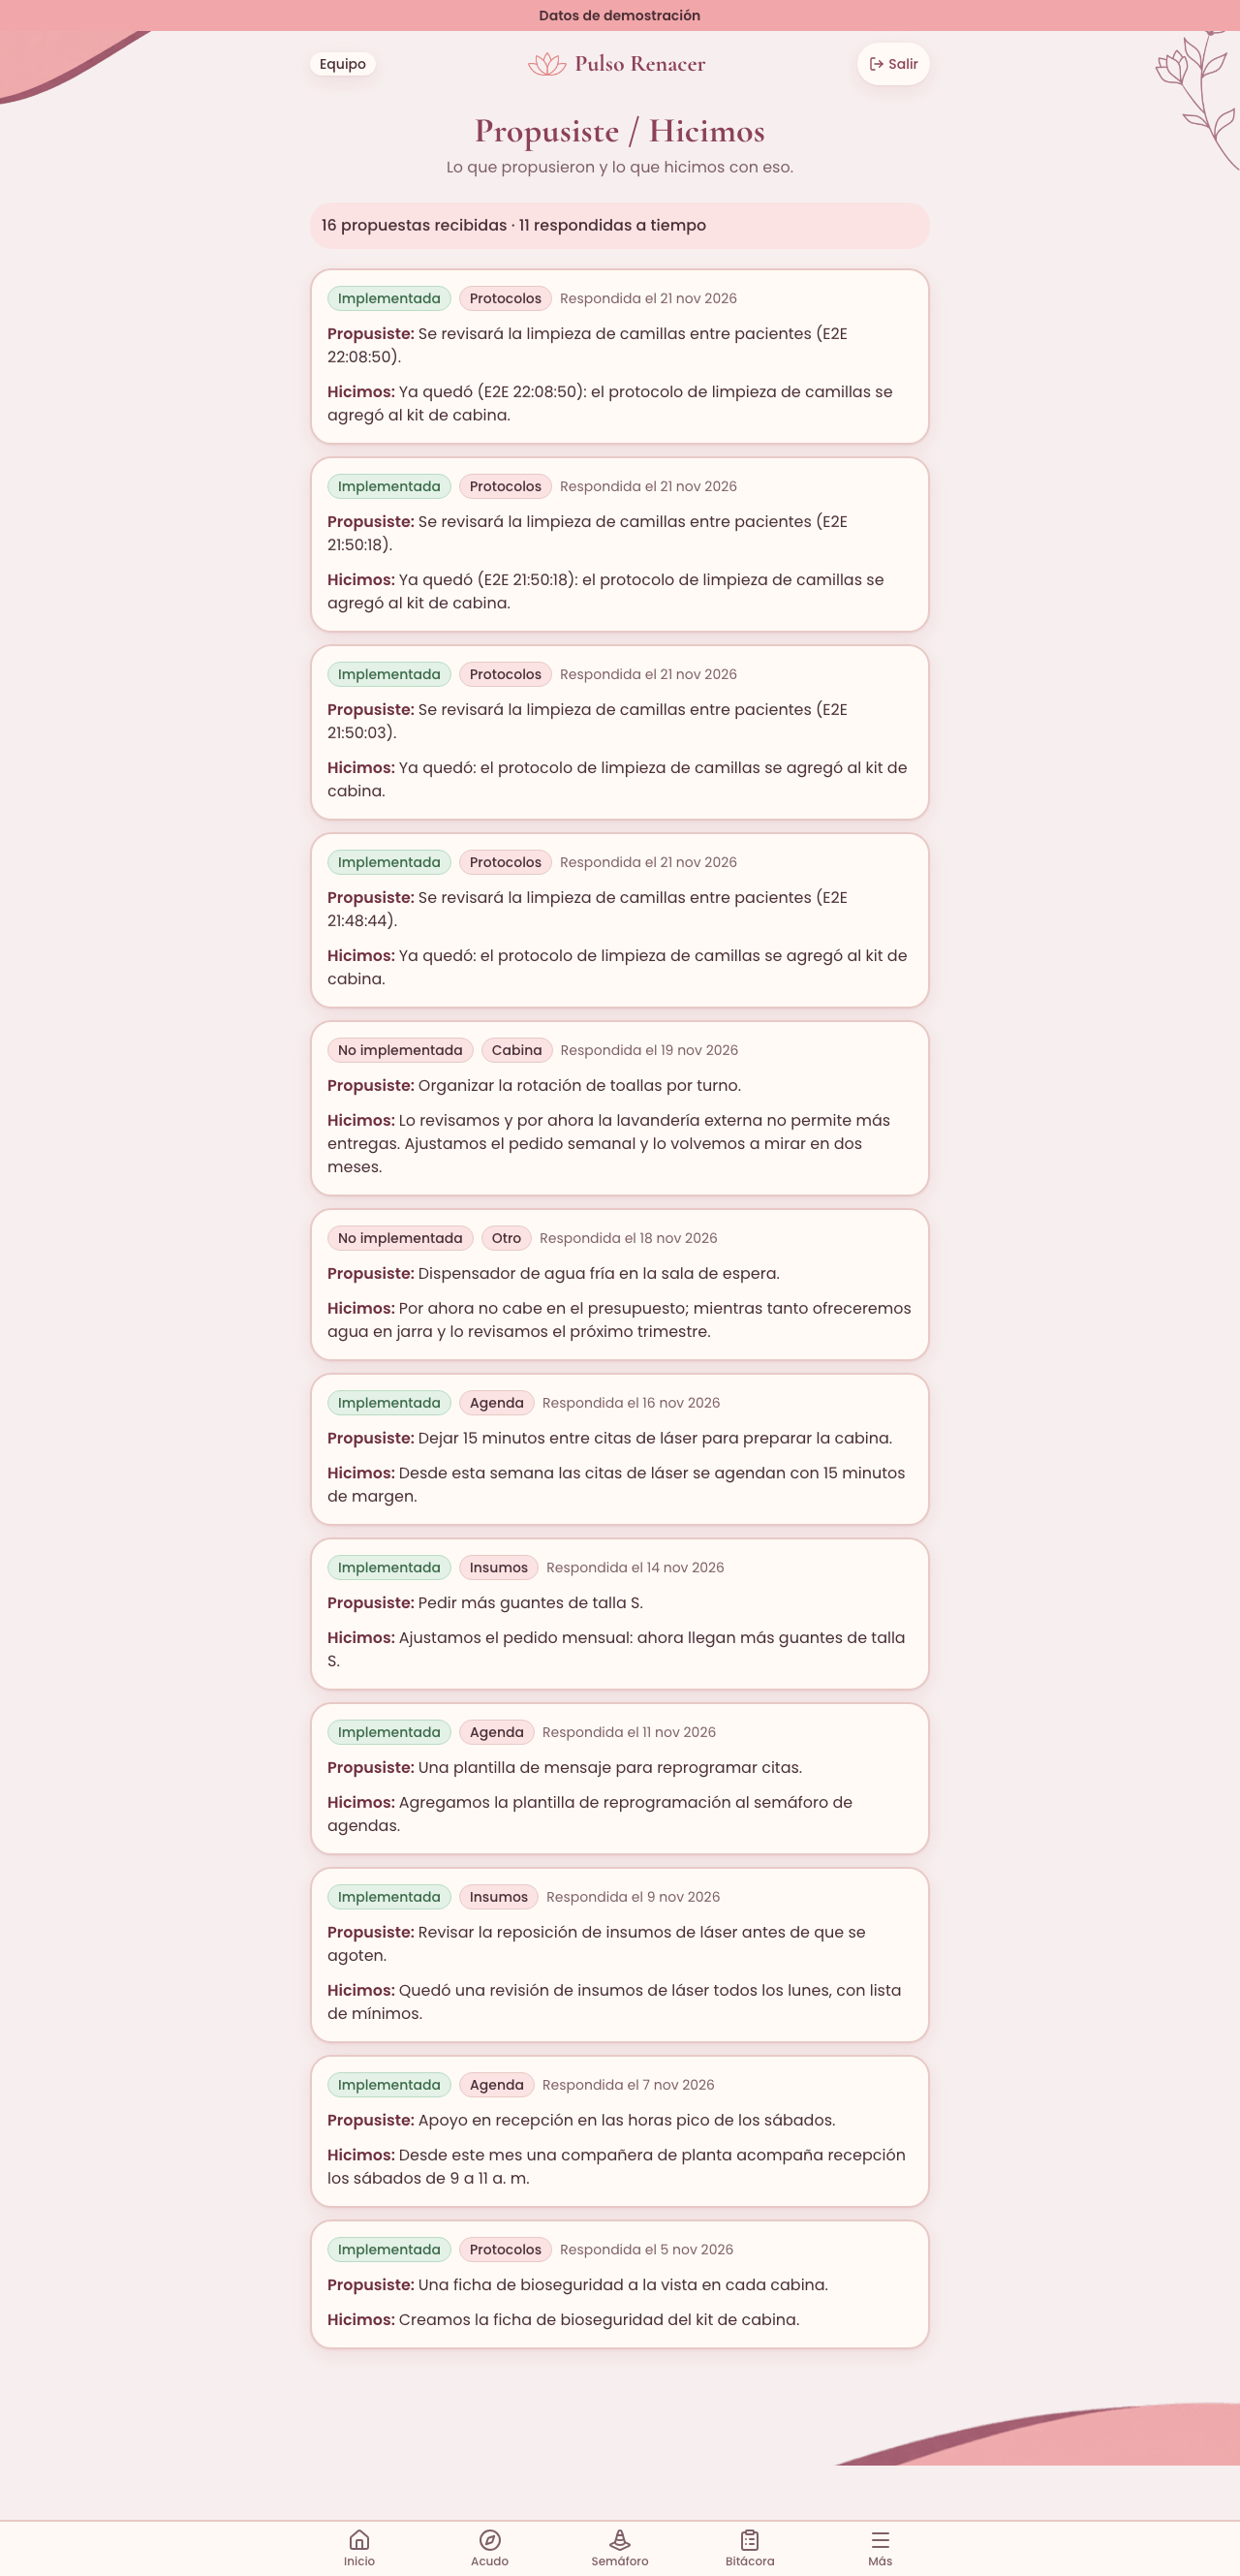 Datos de demostración
Equipo
Pulso Renacer
Salir
Propusiste / Hicimos
Lo que propusieron y lo que hicimos con eso.
16 propuestas recibidas · 11 respondidas a tiempo
Implementada Protocolos Respondida el 21 nov 2026
Propusiste: Se revisará la limpieza de camillas entre pacientes (E2E
22:08:50).
Hicimos: Ya quedó (E2E 22:08:50): el protocolo de limpieza de camillas se
agregó al kit de cabina.
Implementada Protocolos Respondida el 21 nov 2026
Propusiste: Se revisará la limpieza de camillas entre pacientes (E2E
21:50:18).
Hicimos: Ya quedó (E2E 21:50:18): el protocolo de limpieza de camillas se
agregó al kit de cabina.
Implementada Protocolos Respondida el 21 nov 2026
Propusiste: Se revisará la limpieza de camillas entre pacientes (E2E
21:50:03).
Hicimos: Ya quedó: el protocolo de limpieza de camillas se agregó al kit de
cabina.
Implementada Protocolos Respondida el 21 nov 2026
Propusiste: Se revisará la limpieza de camillas entre pacientes (E2E
21:48:44).
Hicimos: Ya quedó: el protocolo de limpieza de camillas se agregó al kit de
cabina.
No implementada Cabina Respondida el 19 nov 2026
Propusiste: Organizar la rotación de toallas por turno.
Hicimos: Lo revisamos y por ahora la lavandería externa no permite más
entregas. Ajustamos el pedido semanal y lo volvemos a mirar en dos
meses.
No implementada Otro Respondida el 18 nov 2026
Propusiste: Dispensador de agua fría en la sala de espera.
Hicimos: Por ahora no cabe en el presupuesto; mientras tanto ofreceremos
agua en jarra y lo revisamos el próximo trimestre.
Implementada Agenda Respondida el 16 nov 2026
Propusiste: Dejar 15 minutos entre citas de láser para preparar la cabina.
Hicimos: Desde esta semana las citas de láser se agendan con 15 minutos
de margen.
Implementada Insumos Respondida el 14 nov 2026
Propusiste: Pedir más guantes de talla S.
Hicimos: Ajustamos el pedido mensual: ahora llegan más guantes de talla
S.
Implementada Agenda Respondida el 11 nov 2026
Propusiste: Una plantilla de mensaje para reprogramar citas.
Hicimos: Agregamos la plantilla de reprogramación al semáforo de
agendas.
Implementada Insumos Respondida el 9 nov 2026
Propusiste: Revisar la reposición de insumos de láser antes de que se
agoten.
Hicimos: Quedó una revisión de insumos de láser todos los lunes, con lista
de mínimos.
Implementada Agenda Respondida el 7 nov 2026
Propusiste: Apoyo en recepción en las horas pico de los sábados.
Hicimos: Desde este mes una compañera de planta acompaña recepción
los sábados de 9 a 11 a. m.
Implementada Protocolos Respondida el 5 nov 2026
Propusiste: Una ficha de bioseguridad a la vista en cada cabina.
Hicimos: Creamos la ficha de bioseguridad del kit de cabina.
Inicio Acudo Semáforo Bitácora Más